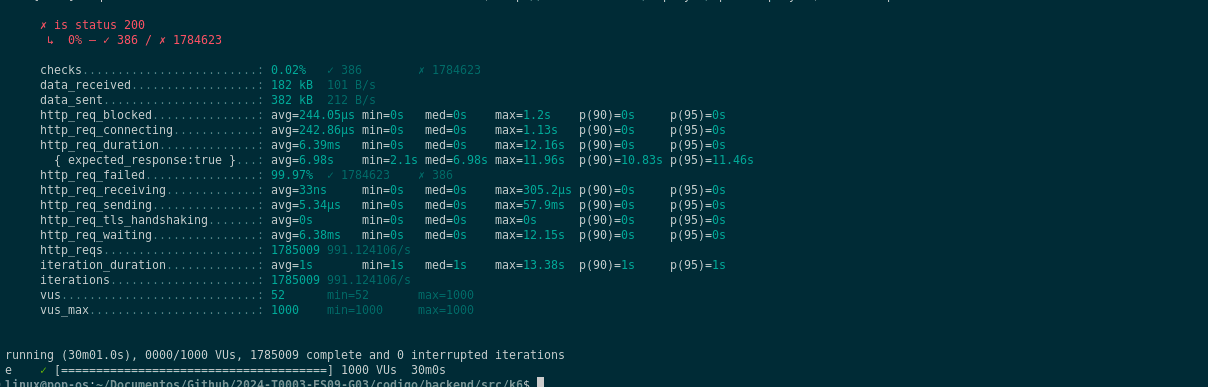 ✗ is status 200
↳  0% — ✓ 386 / ✗ 1784623
checks.........................: 0.02%   ✓ 386        ✗ 1784623
data_received..................: 182 kB  101 B/s
data_sent......................: 382 kB  212 B/s
http_req_blocked...............: avg=244.05µs min=0s   med=0s    max=1.2s    p(90)=0s     p(95)=0s
http_req_connecting............: avg=242.86µs min=0s   med=0s    max=1.13s   p(90)=0s     p(95)=0s
http_req_duration..............: avg=6.39ms   min=0s   med=0s    max=12.16s  p(90)=0s     p(95)=0s
{ expected_response:true }...: avg=6.98s    min=2.1s med=6.98s max=11.96s  p(90)=10.83s p(95)=11.46s
http_req_failed................: 99.97%  ✓ 1784623    ✗ 386
http_req_receiving.............: avg=33ns     min=0s   med=0s    max=305.2µs p(90)=0s     p(95)=0s
http_req_sending...............: avg=5.34µs   min=0s   med=0s    max=57.9ms  p(90)=0s     p(95)=0s
http_req_tls_handshaking.......: avg=0s       min=0s   med=0s    max=0s      p(90)=0s     p(95)=0s
http_req_waiting...............: avg=6.38ms   min=0s   med=0s    max=12.15s  p(90)=0s     p(95)=0s
http_reqs......................: 1785009 991.124106/s
iteration_duration.............: avg=1s       min=1s   med=1s    max=13.38s  p(90)=1s     p(95)=1s
iterations.....................: 1785009 991.124106/s
vus............................: 52      min=52       max=1000
vus_max........................: 1000    min=1000     max=1000
running (30m01.0s), 0000/1000 VUs, 1785009 complete and 0 interrupted iterations
e    ✓ [======================================] 1000 VUs  30m0s
linux@pop-os:~/Documentos/Github/2024-T0003-ES09-G03/codigo/backend/src/k6$